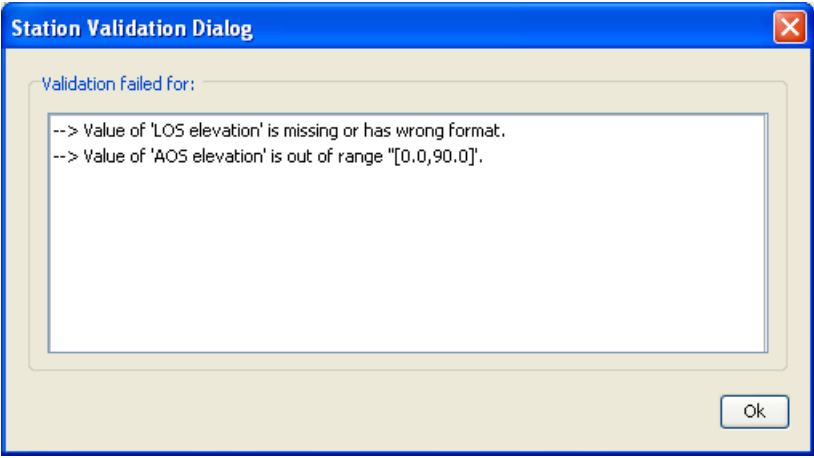 Station Validation Dialog
Validation failed for:
--> Value of 'LOS elevation' is missing or has wrong format.
--> Value of 'AOS elevation' is out of range "[0.0,90.0]'.
Ok